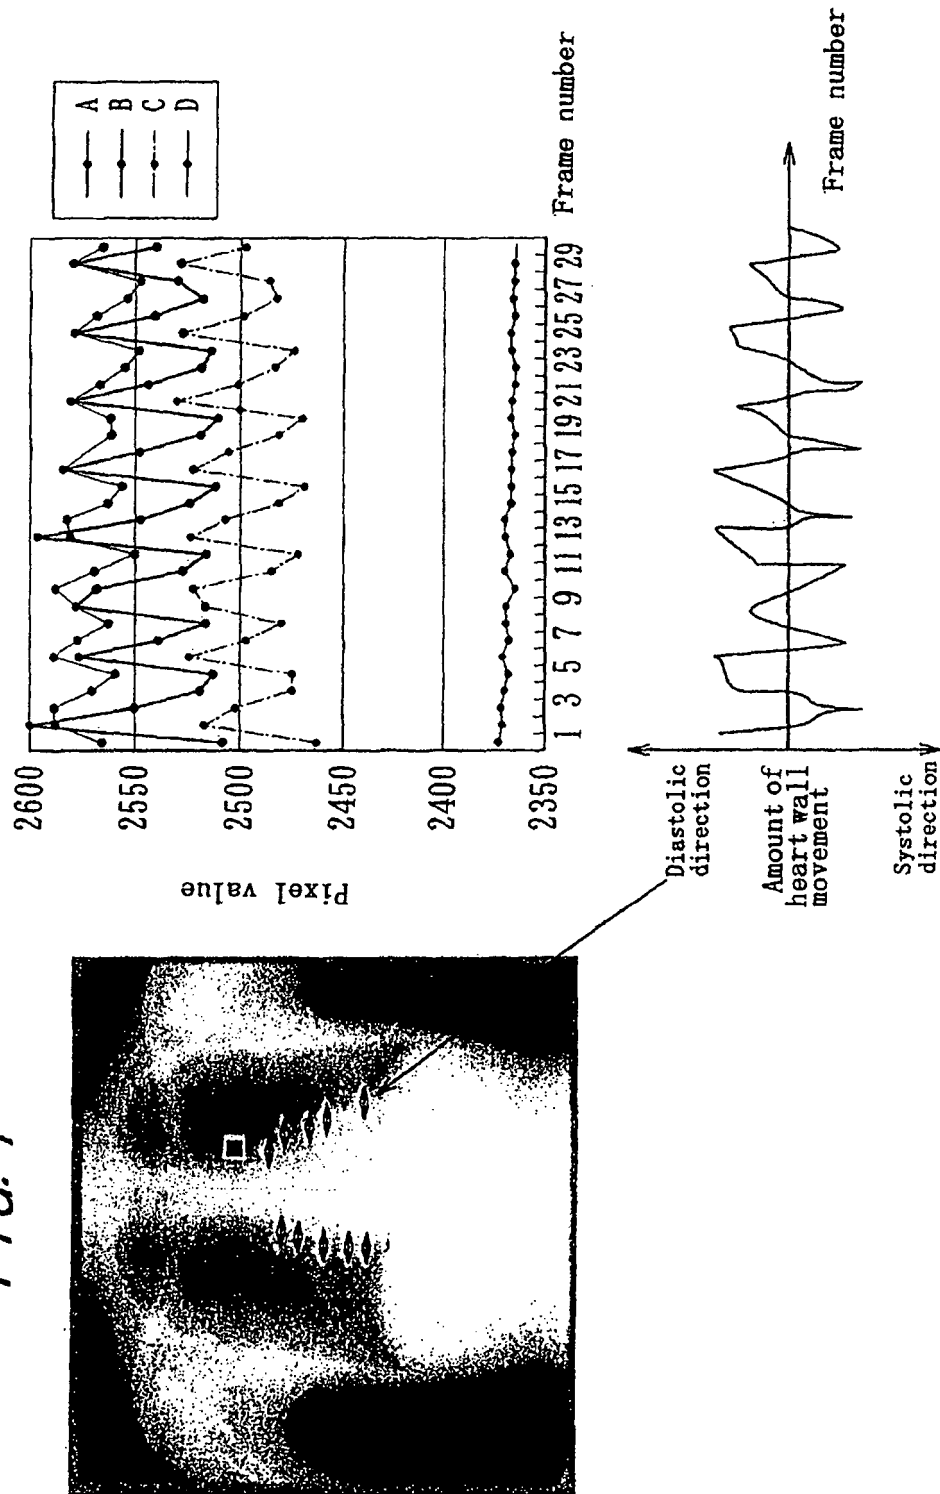 A
B
C
D
Pixel value
2600
2550
2500
2450
2400
2350
1 3 5 7 9 11 13 15 17 19 21 23 25 27 29
Frame number
Diastolic
direction
Amount of
heart wall
movement
Systolic
direction
Frame number